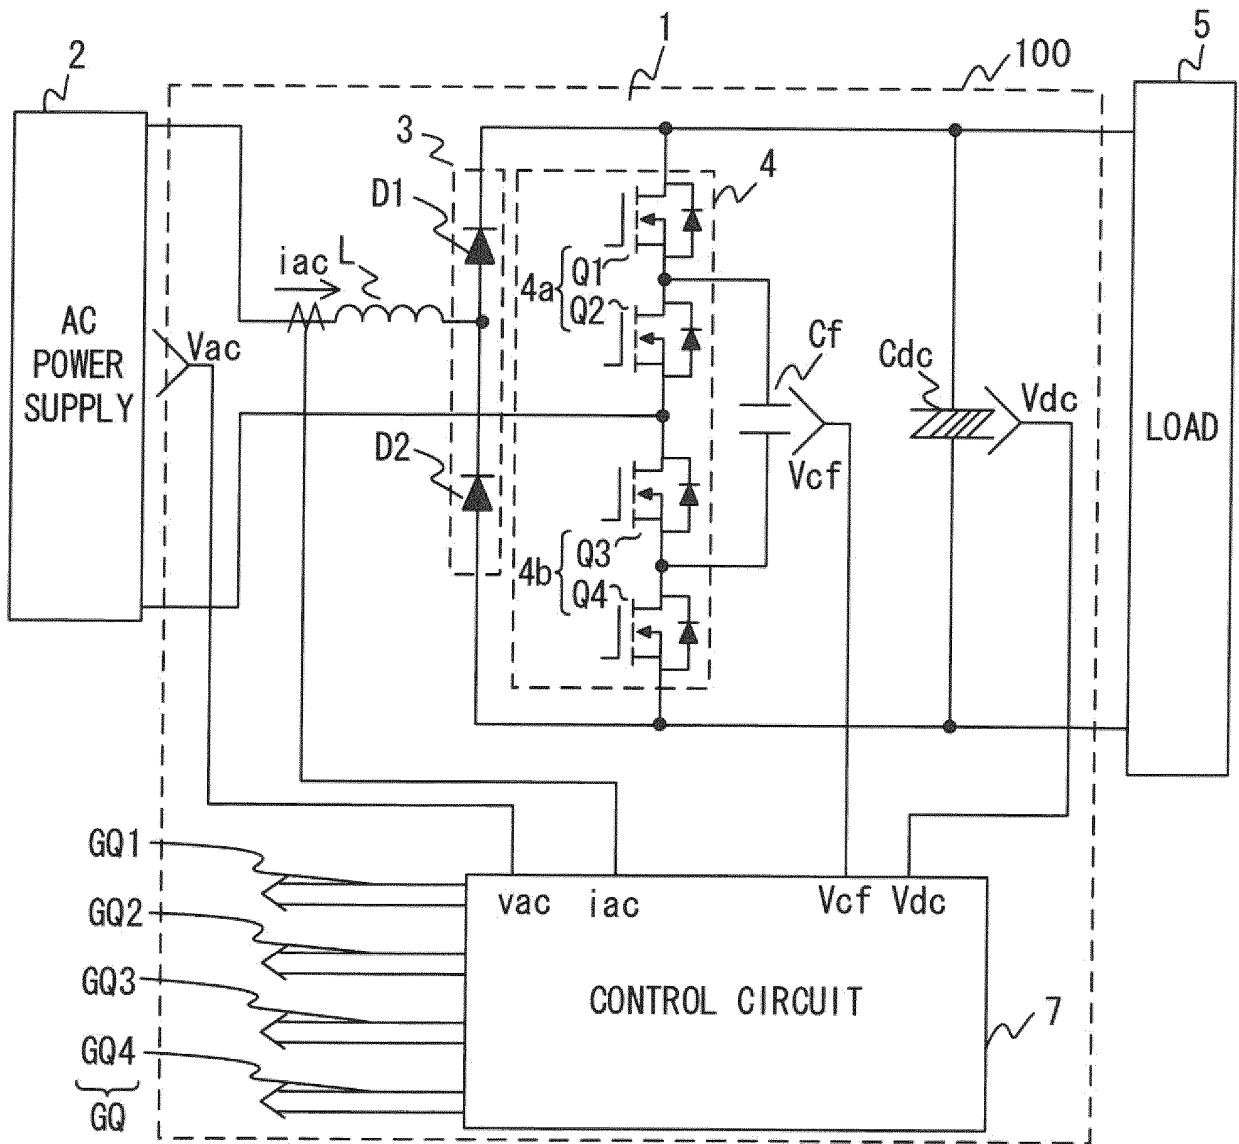 1
2
100
5
3
4
D1
L
iac
4a
Q1
Q2
AC
POWER
SUPPLY
Vac
Cf
Cdc
Vdc
LOAD
D2
Vcf
4b
Q3
Q4
GQ1
GQ2
GQ3
GQ4
GQ
vac
iac
Vcf
Vdc
CONTROL CIRCUIT
7